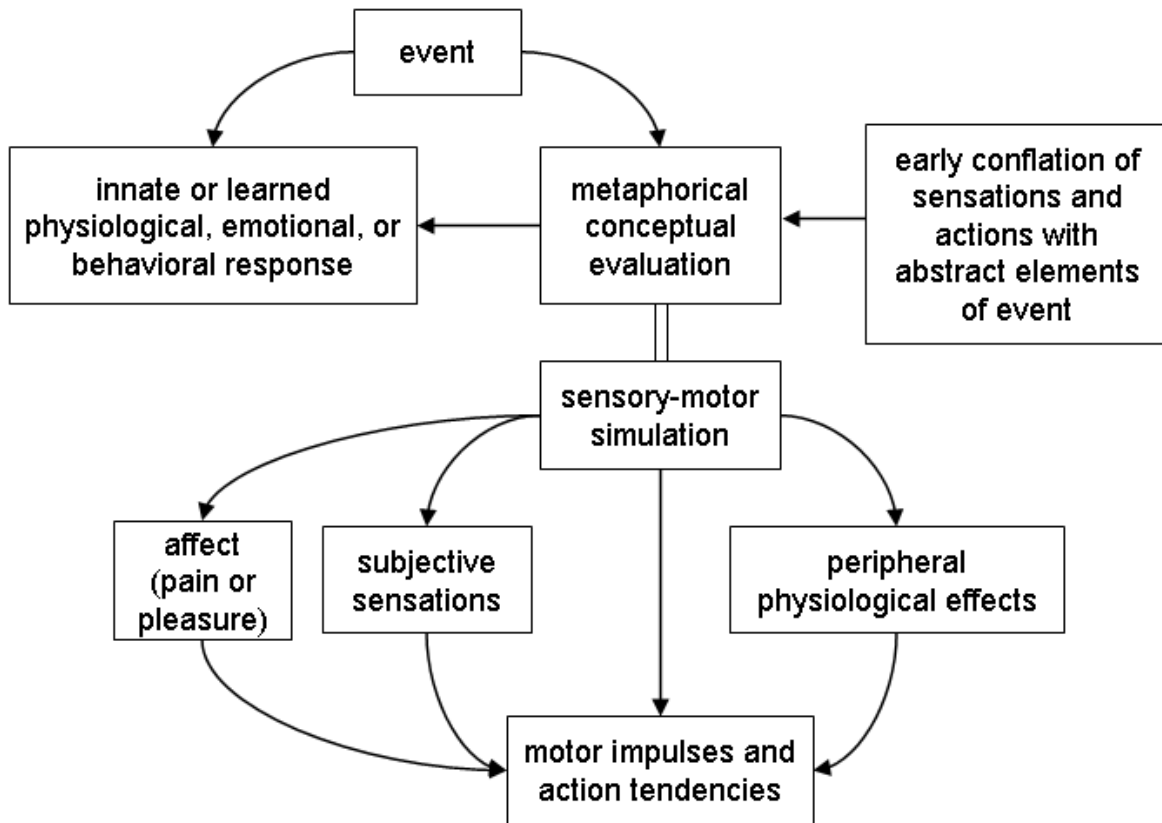 event
innate or learned
physiological, emotional, or
behavioral response
metaphorical
conceptual
evaluation
early conflation of
sensations and
actions with
abstract elements
of event
sensory-motor
simulation
affect
(pain or
pleasure)
subjective
sensations
peripheral
physiological effects
motor impulses and
action tendencies